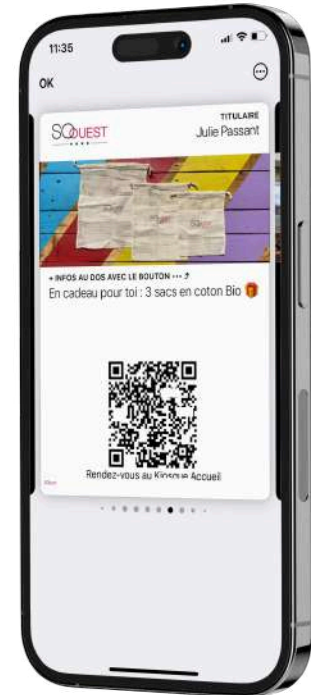 11:35
OK
SQOUEST
TITULAIRE
Julie Passant
+ INFOS AU DOS AVEC LE BOUTON ••• ⤴
En cadeau pour toi : 3 sacs en coton Bio 🎁
Rendez-vous au Kiosque Accueil